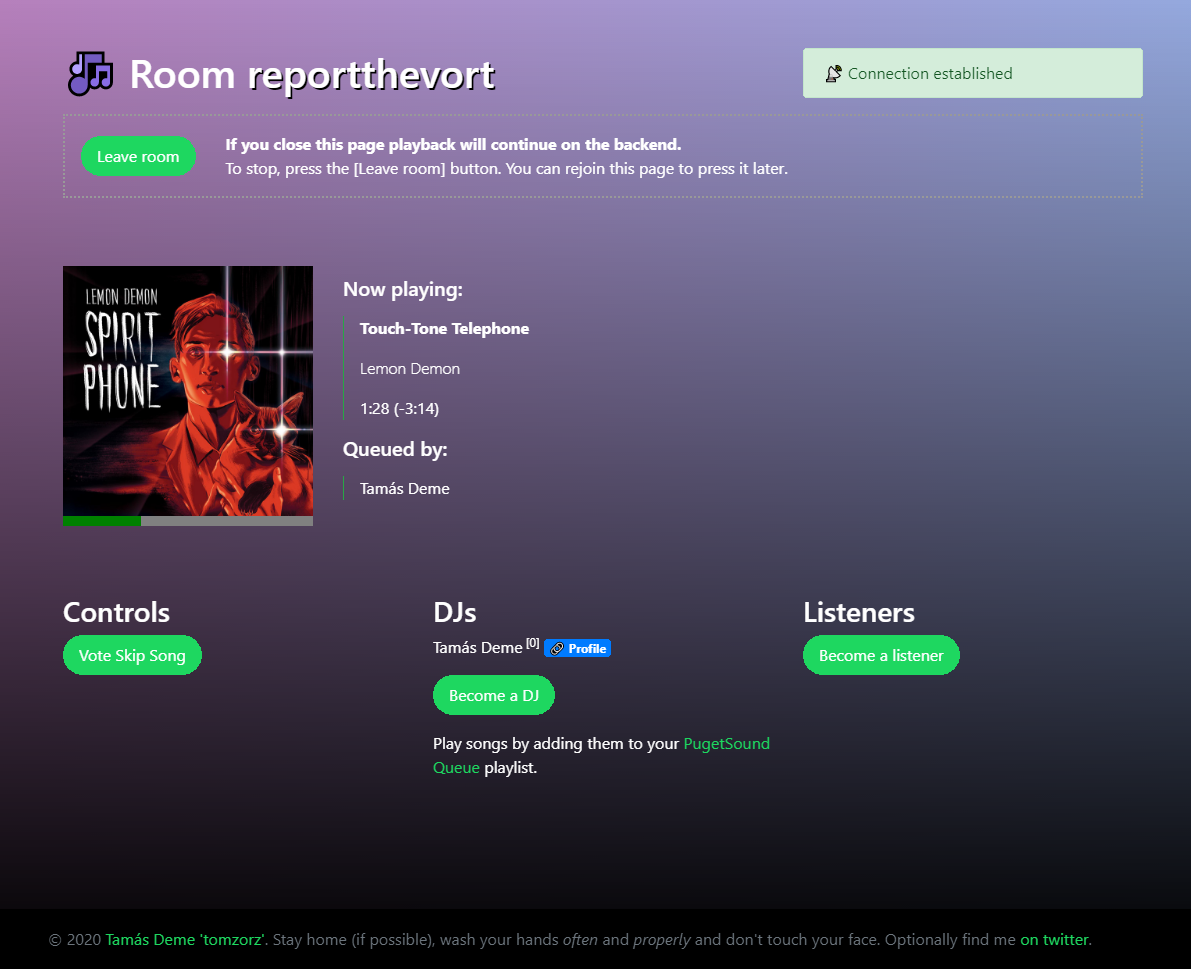 Room reportthevort
Connection established
Leave room
If you close this page playback will continue on the backend.
To stop, press the [Leave room] button. You can rejoin this page to press it later.
LEMON DEMON
SPIRIT
PHONE
Now playing:
Touch-Tone Telephone
Lemon Demon
1:28 (-3:14)
Queued by:
Tamás Deme
Controls
Vote Skip Song
DJs
Tamás Deme [0] Profile
Become a DJ
Play songs by adding them to your PugetSound
Queue playlist.
Listeners
Become a listener
© 2020 Tamás Deme 'tomzorz'. Stay home (if possible), wash your hands often and properly and don't touch your face. Optionally find me on twitter.